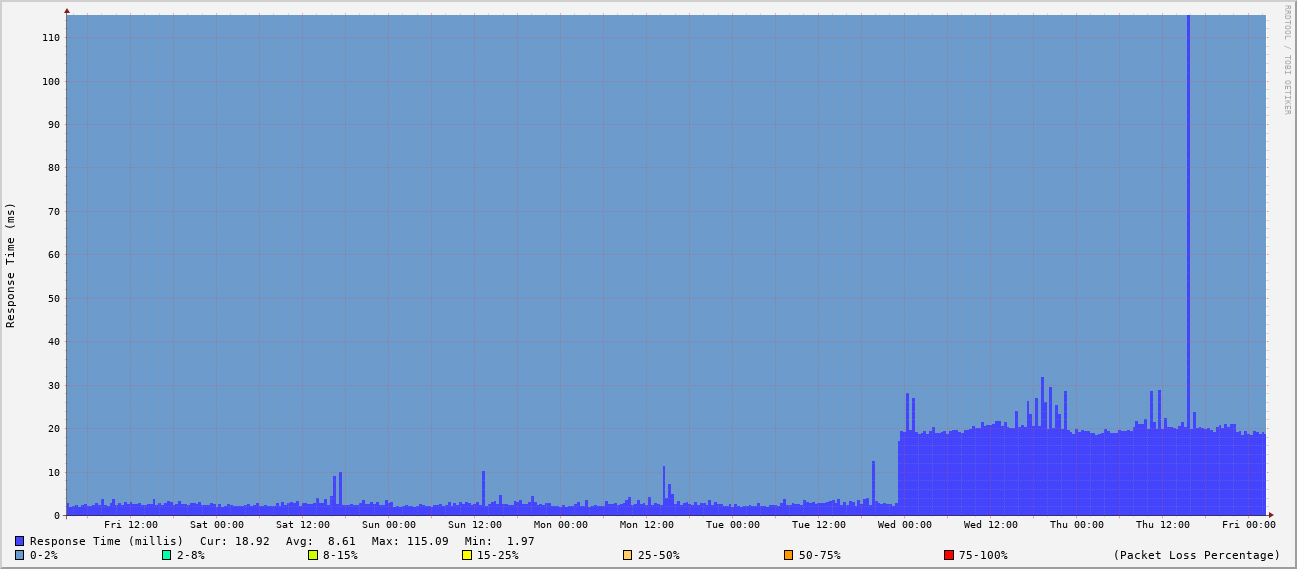 RRDTOOL / TOBI OETIKER
Response Time (ms)
110
100
90
80
70
60
50
40
30
20
10
0
Fri 12:00 Sat 00:00 Sat 12:00 Sun 00:00 Sun 12:00 Mon 00:00 Mon 12:00 Tue 00:00 Tue 12:00 Wed 00:00 Wed 12:00 Thu 00:00 Thu 12:00 Fri 00:00
Response Time (millis) Cur: 18.92 Avg: 8.61 Max: 115.09 Min: 1.97
0-2% 2-8% 8-15% 15-25% 25-50% 50-75% 75-100% (Packet Loss Percentage)